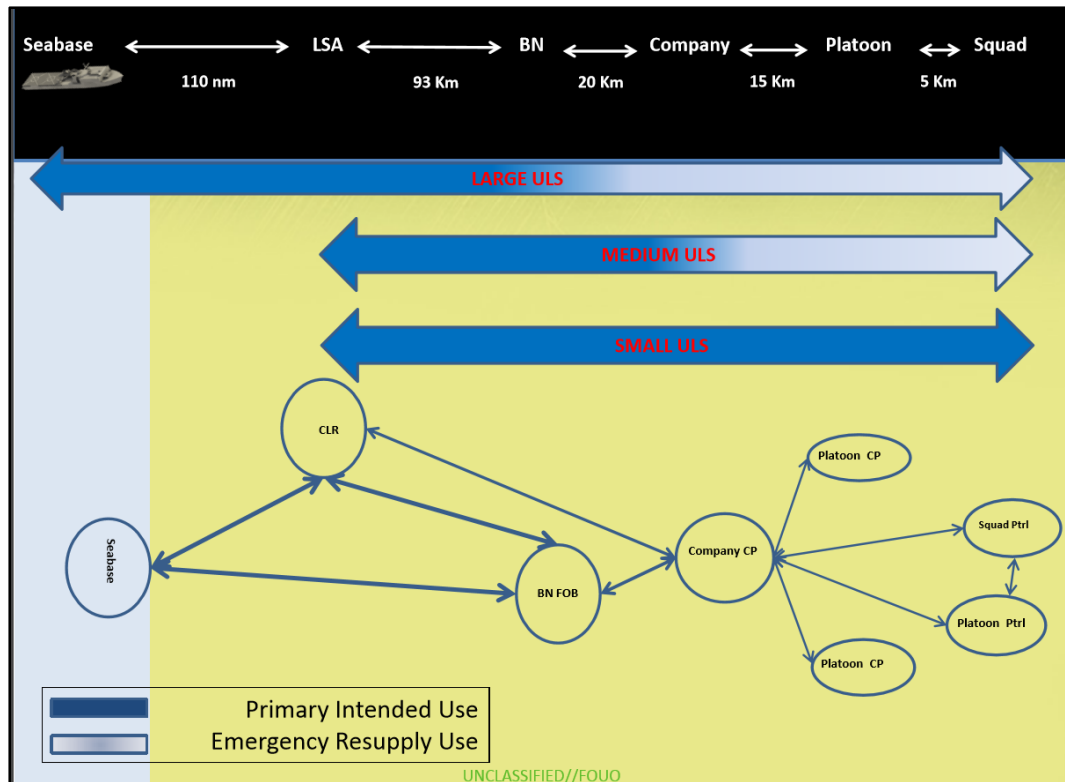 Seabase LSA BN Company Platoon Squad
110 nm 93 Km 20 Km 15 Km 5 Km
LARGE ULS
MEDIUM ULS
SMALL ULS
CLR
Platoon CP
Seabase
Squad Ptrl
Company CP
BN FOB
Platoon Ptrl
Platoon CP
Primary Intended Use
Emergency Resupply Use
UNCLASSIFIED//FOUO